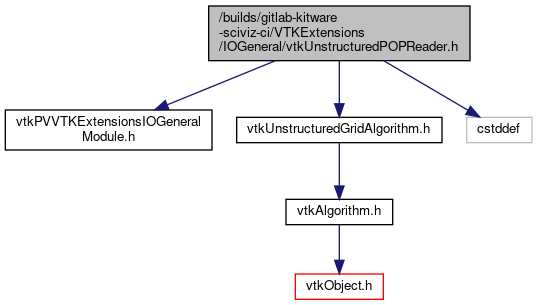 /builds/gitlab-kitware
-sciviz-ci/VTKExtensions
/IOGeneral/vtkUnstructuredPOPReader.h
vtkPVVTKExtensionsIOGeneral
Module.h
vtkUnstructuredGridAlgorithm.h
cstddef
vtkAlgorithm.h
vtkObject.h